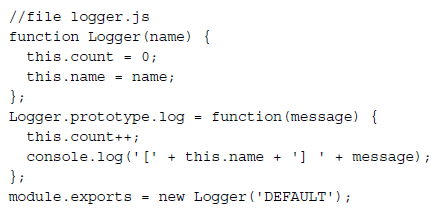 //file logger.js
function Logger(name) {
  this.count = 0;
  this.name = name;
};
Logger.prototype.log = function(message) {
  this.count++;
  console.log('[' + this.name + '] ' + message);
};
module.exports = new Logger('DEFAULT');